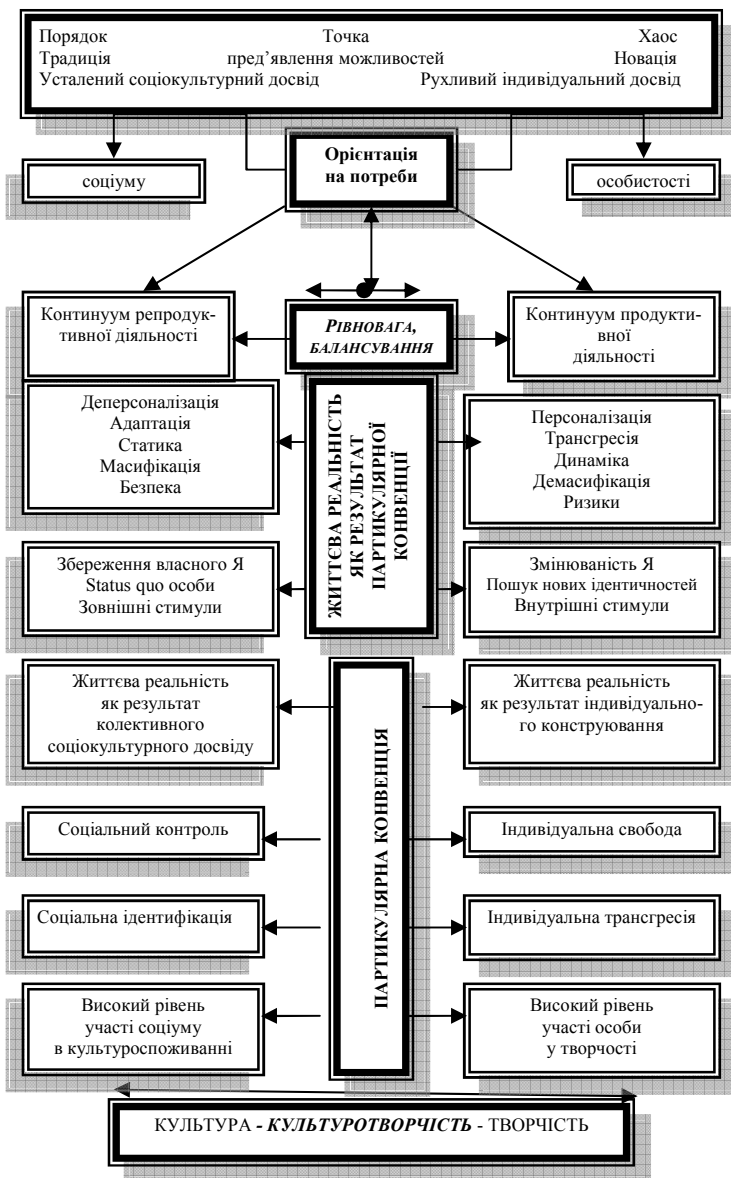 Порядок Точка Хаос
Традиція пред’явлення можливостей Новація
Усталений соціокультурний досвід Рухливий індивідуальний досвід
Орієнтація
на потреби
соціуму
особистості
Континуум репродук-
тивної діяльності
РІВНОВАГА,
БАЛАНСУВАННЯ
Континуум продукти-
вної
діяльності
Деперсоналізація
Адаптація
Статика
Масифікація
Безпека
ЖИТТЄВА РЕАЛЬНІСТЬ
ЯК РЕЗУЛЬТАТ
ПАРТИКУЛЯРНОЇ
КОНВЕНЦІЇ
Персоналізація
Трансгресія
Динаміка
Демасифікація
Ризики
Збереження власного Я
Status quo особи
Зовнішні стимули
Змінюваність Я
Пошук нових ідентичностей
Внутрішні стимули
Життєва реальність
як результат
колективного
соціокультурного досвіду
ПАРТИКУЛЯРНА КОНВЕНЦІЯ
Життєва реальність
як результат індивідуально-
го конструювання
Соціальний контроль
Індивідуальна свобода
Соціальна ідентифікація
Індивідуальна трансгресія
Високий рівень
участі соціуму
в культуроспоживанні
Високий рівень
участі особи
у творчості
КУЛЬТУРА - КУЛЬТУРОТВОРЧІСТЬ - ТВОРЧІСТЬ